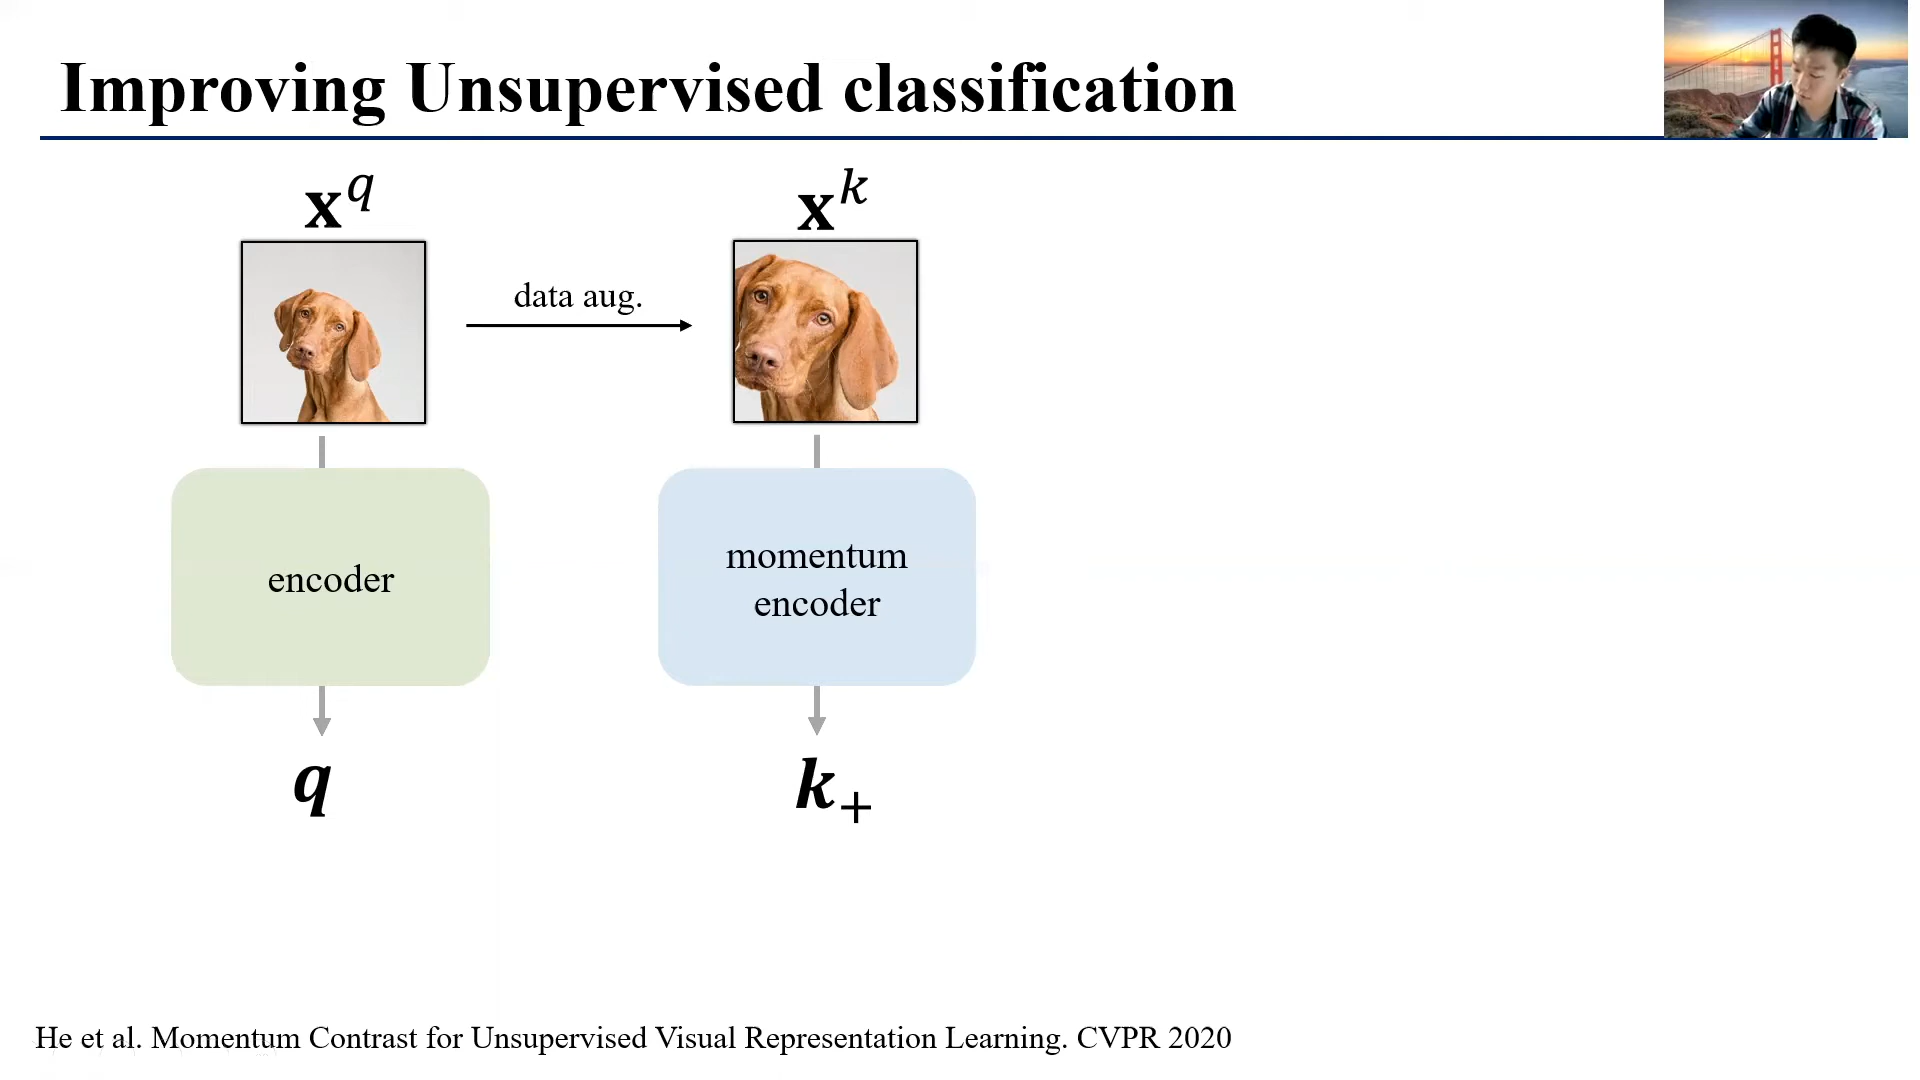 Improving Unsupervised classification
x^q
x^k
data aug.
encoder
momentum
encoder
q
k_+
He et al. Momentum Contrast for Unsupervised Visual Representation Learning. CVPR 2020